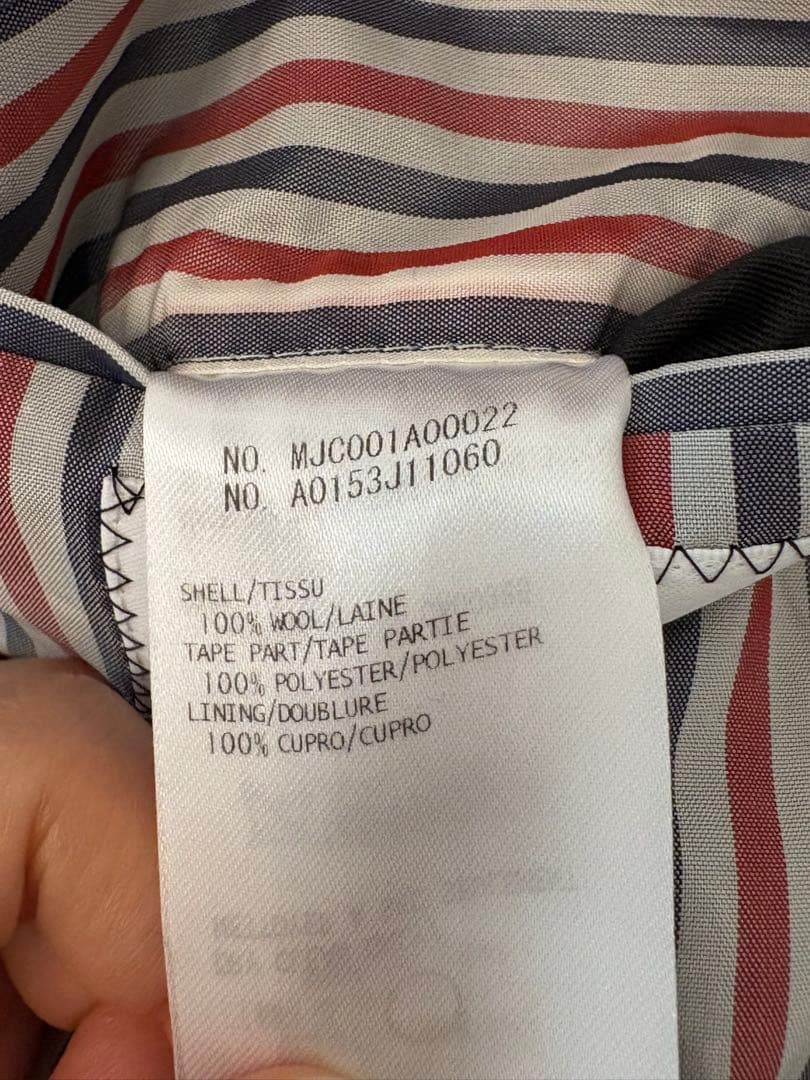 NO. MJC001A00022
NO. A0153J11060
SHELL/TISSU
100% WOOL/LAINE
TAPE PART/TAPE PARTIE
100% POLYESTER/POLYESTER
LINING/DOUBLURE
100% CUPRO/CUPRO